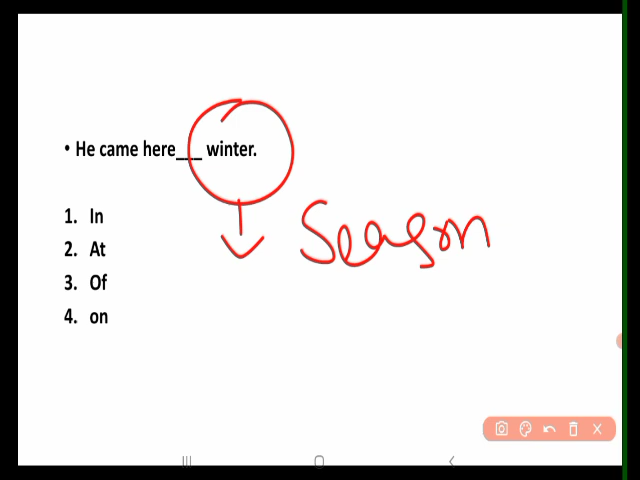 • He came here___ winter.
1. In
2. At
3. Of
4. on
Season